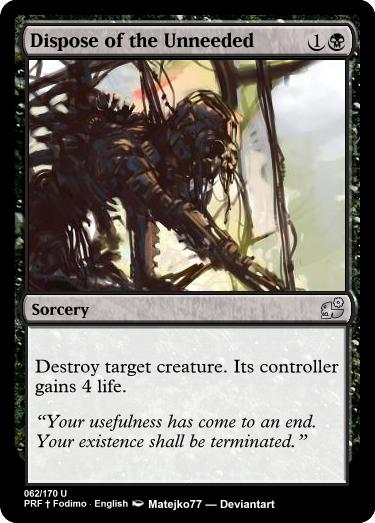 Dispose of the Unneeded 1
Sorcery
Destroy target creature. Its controller
gains 4 life.
“Your usefulness has come to an end.
Your existence shall be terminated.”
062/170 U
PRF † Fodimo · English Matejko77 — Deviantart